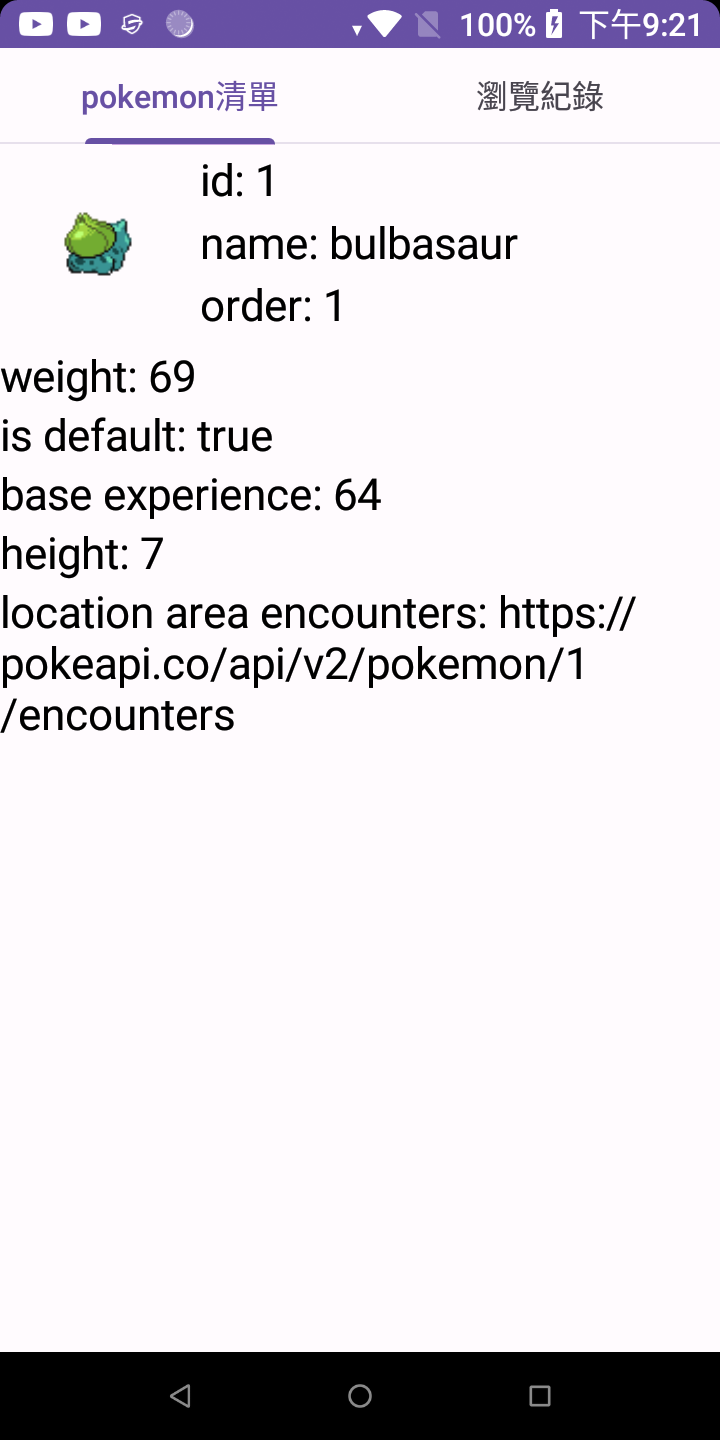 100% 下午9:21
pokemon清單
瀏覽紀錄
id: 1
name: bulbasaur
order: 1
weight: 69
is default: true
base experience: 64
height: 7
location area encounters: https://
pokeapi.co/api/v2/pokemon/1
/encounters